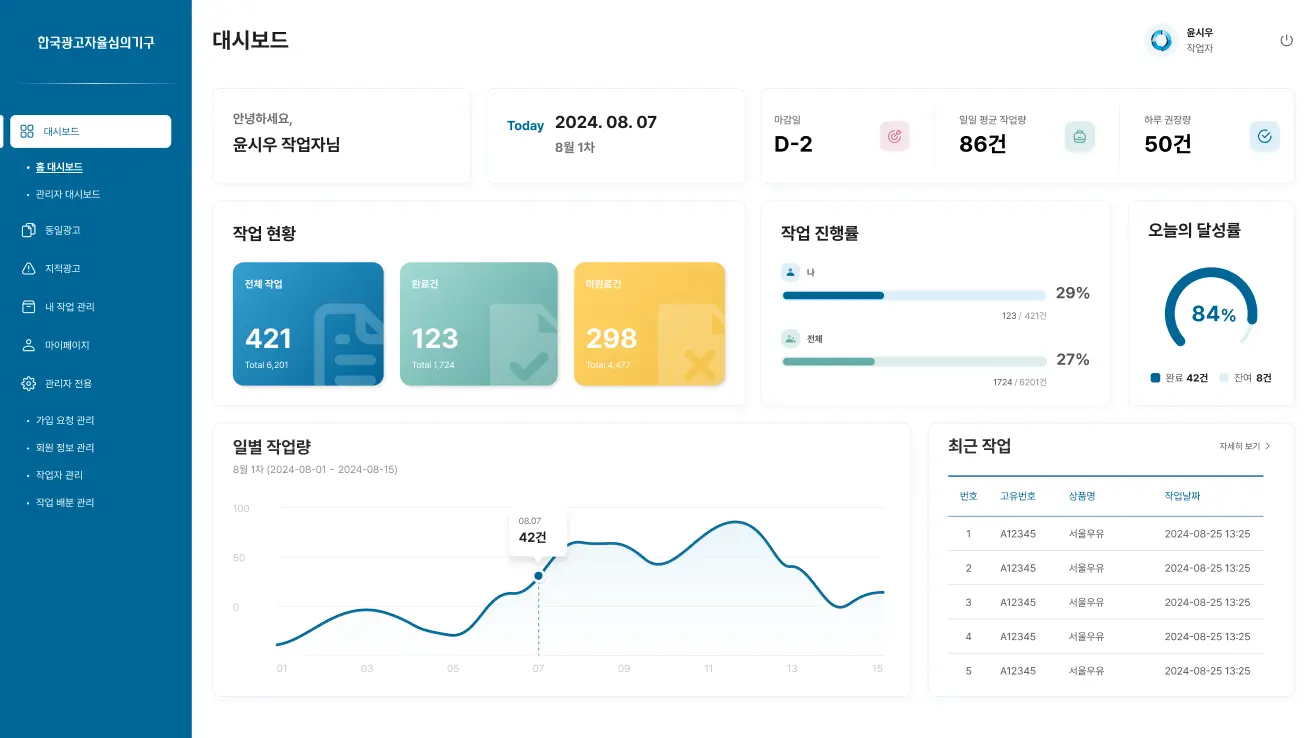 한국광고자율심의기구
대시보드
홈 대시보드
관리자 대시보드
동일광고
지적광고
내 작업 관리
마이페이지
관리자 전용
가입 요청 관리
회원 정보 관리
작업자 관리
작업 배분 관리
대시보드
윤시우
작업자
안녕하세요,
윤시우 작업자님
Today 2024. 08. 07
8월 1차
마감일
D-2
일일 평균 작업량
86건
하루 권장량
50건
작업 현황
전체 작업
421
Total 6,201
완료건
123
Total 1,724
미완료건
298
Total 4,477
작업 진행률
나
29%
123 / 421건
전체
27%
1724 / 6201건
오늘의 달성률
84%
완료 42건 잔여 8건
일별 작업량
8월 1차 (2024-08-01 ~ 2024-08-15)
100
50
0
08.07
42건
01 03 05 07 09 11 13 15
최근 작업
자세히 보기
번호 고유번호 상품명 작업날짜
1 A12345 서울우유 2024-08-25 13:25
2 A12345 서울우유 2024-08-25 13:25
3 A12345 서울우유 2024-08-25 13:25
4 A12345 서울우유 2024-08-25 13:25
5 A12345 서울우유 2024-08-25 13:25